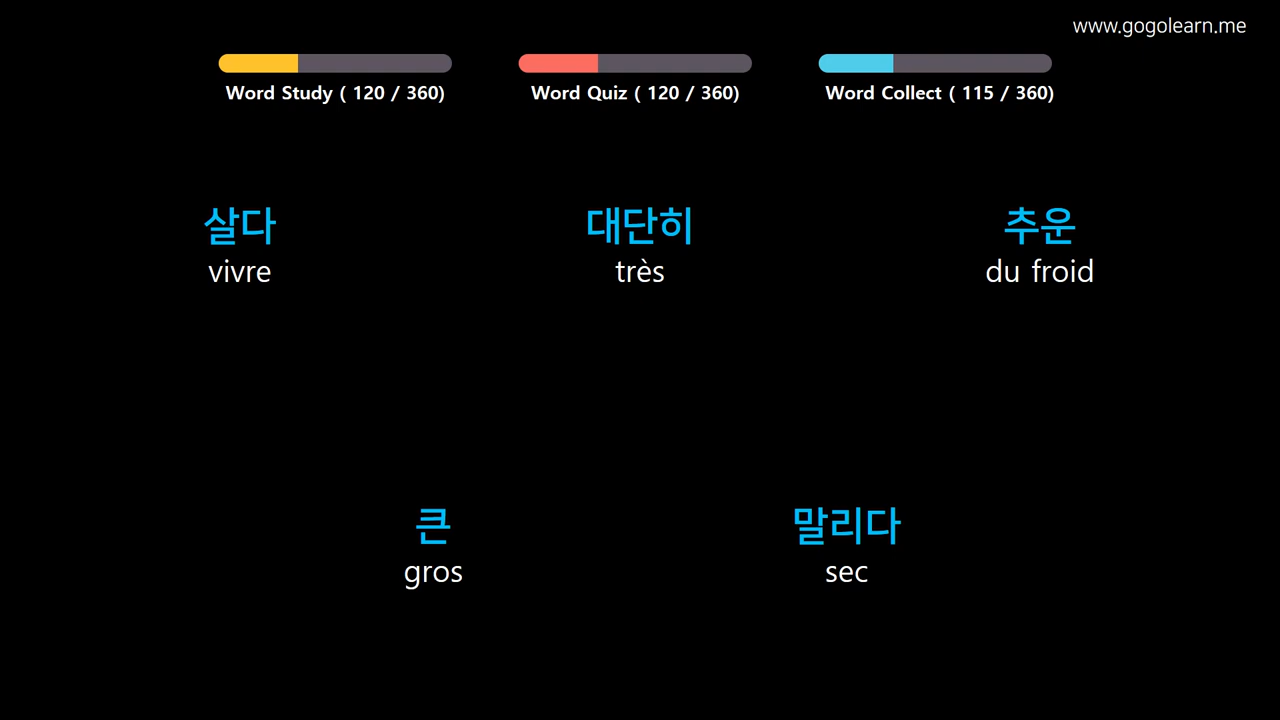 www.gogolearn.me
Word Study ( 120 / 360)
Word Quiz ( 120 / 360)
Word Collect ( 115 / 360)
살다
vivre
대단히
très
추운
du froid
큰
gros
말리다
sec